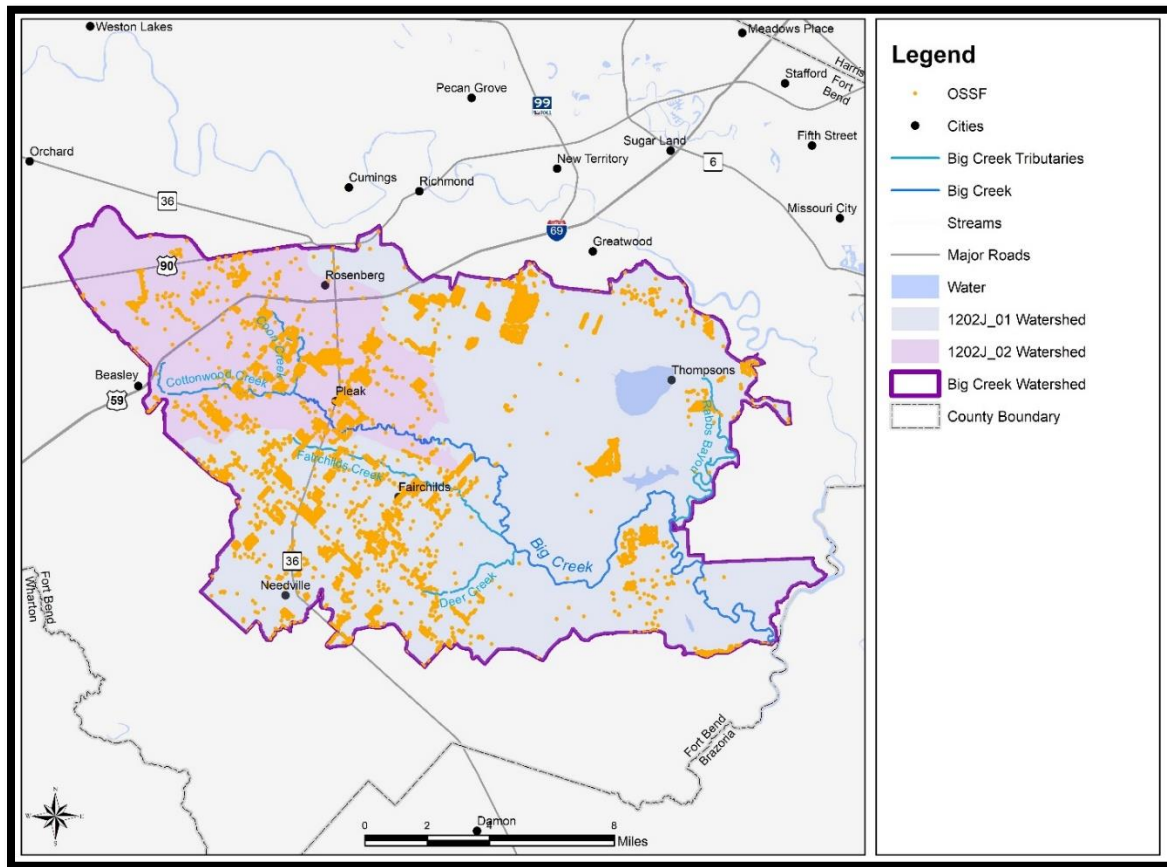 Weston Lakes
Meadows Place
Harris
Fort Bend
Stafford
Pecan Grove
99
Fifth Street
Sugar Land
Orchard
New Territory
6
Cumings
Richmond
36
Missouri City
69
Greatwood
90
Rosenberg
Coon Creek
Beasley
Cottonwood Creek
Thompsons
59
Pleak
Rabbs Bayou
Fairchilds Creek
Fairchilds
Big Creek
36
Deer Creek
Needville
Fort Bend
Wharton
Fort Bend
Brazoria
N
W
E
S
Damon
0 2 4 8
Miles
Legend
OSSF
Cities
Big Creek Tributaries
Big Creek
Streams
Major Roads
Water
1202J_01 Watershed
1202J_02 Watershed
Big Creek Watershed
County Boundary